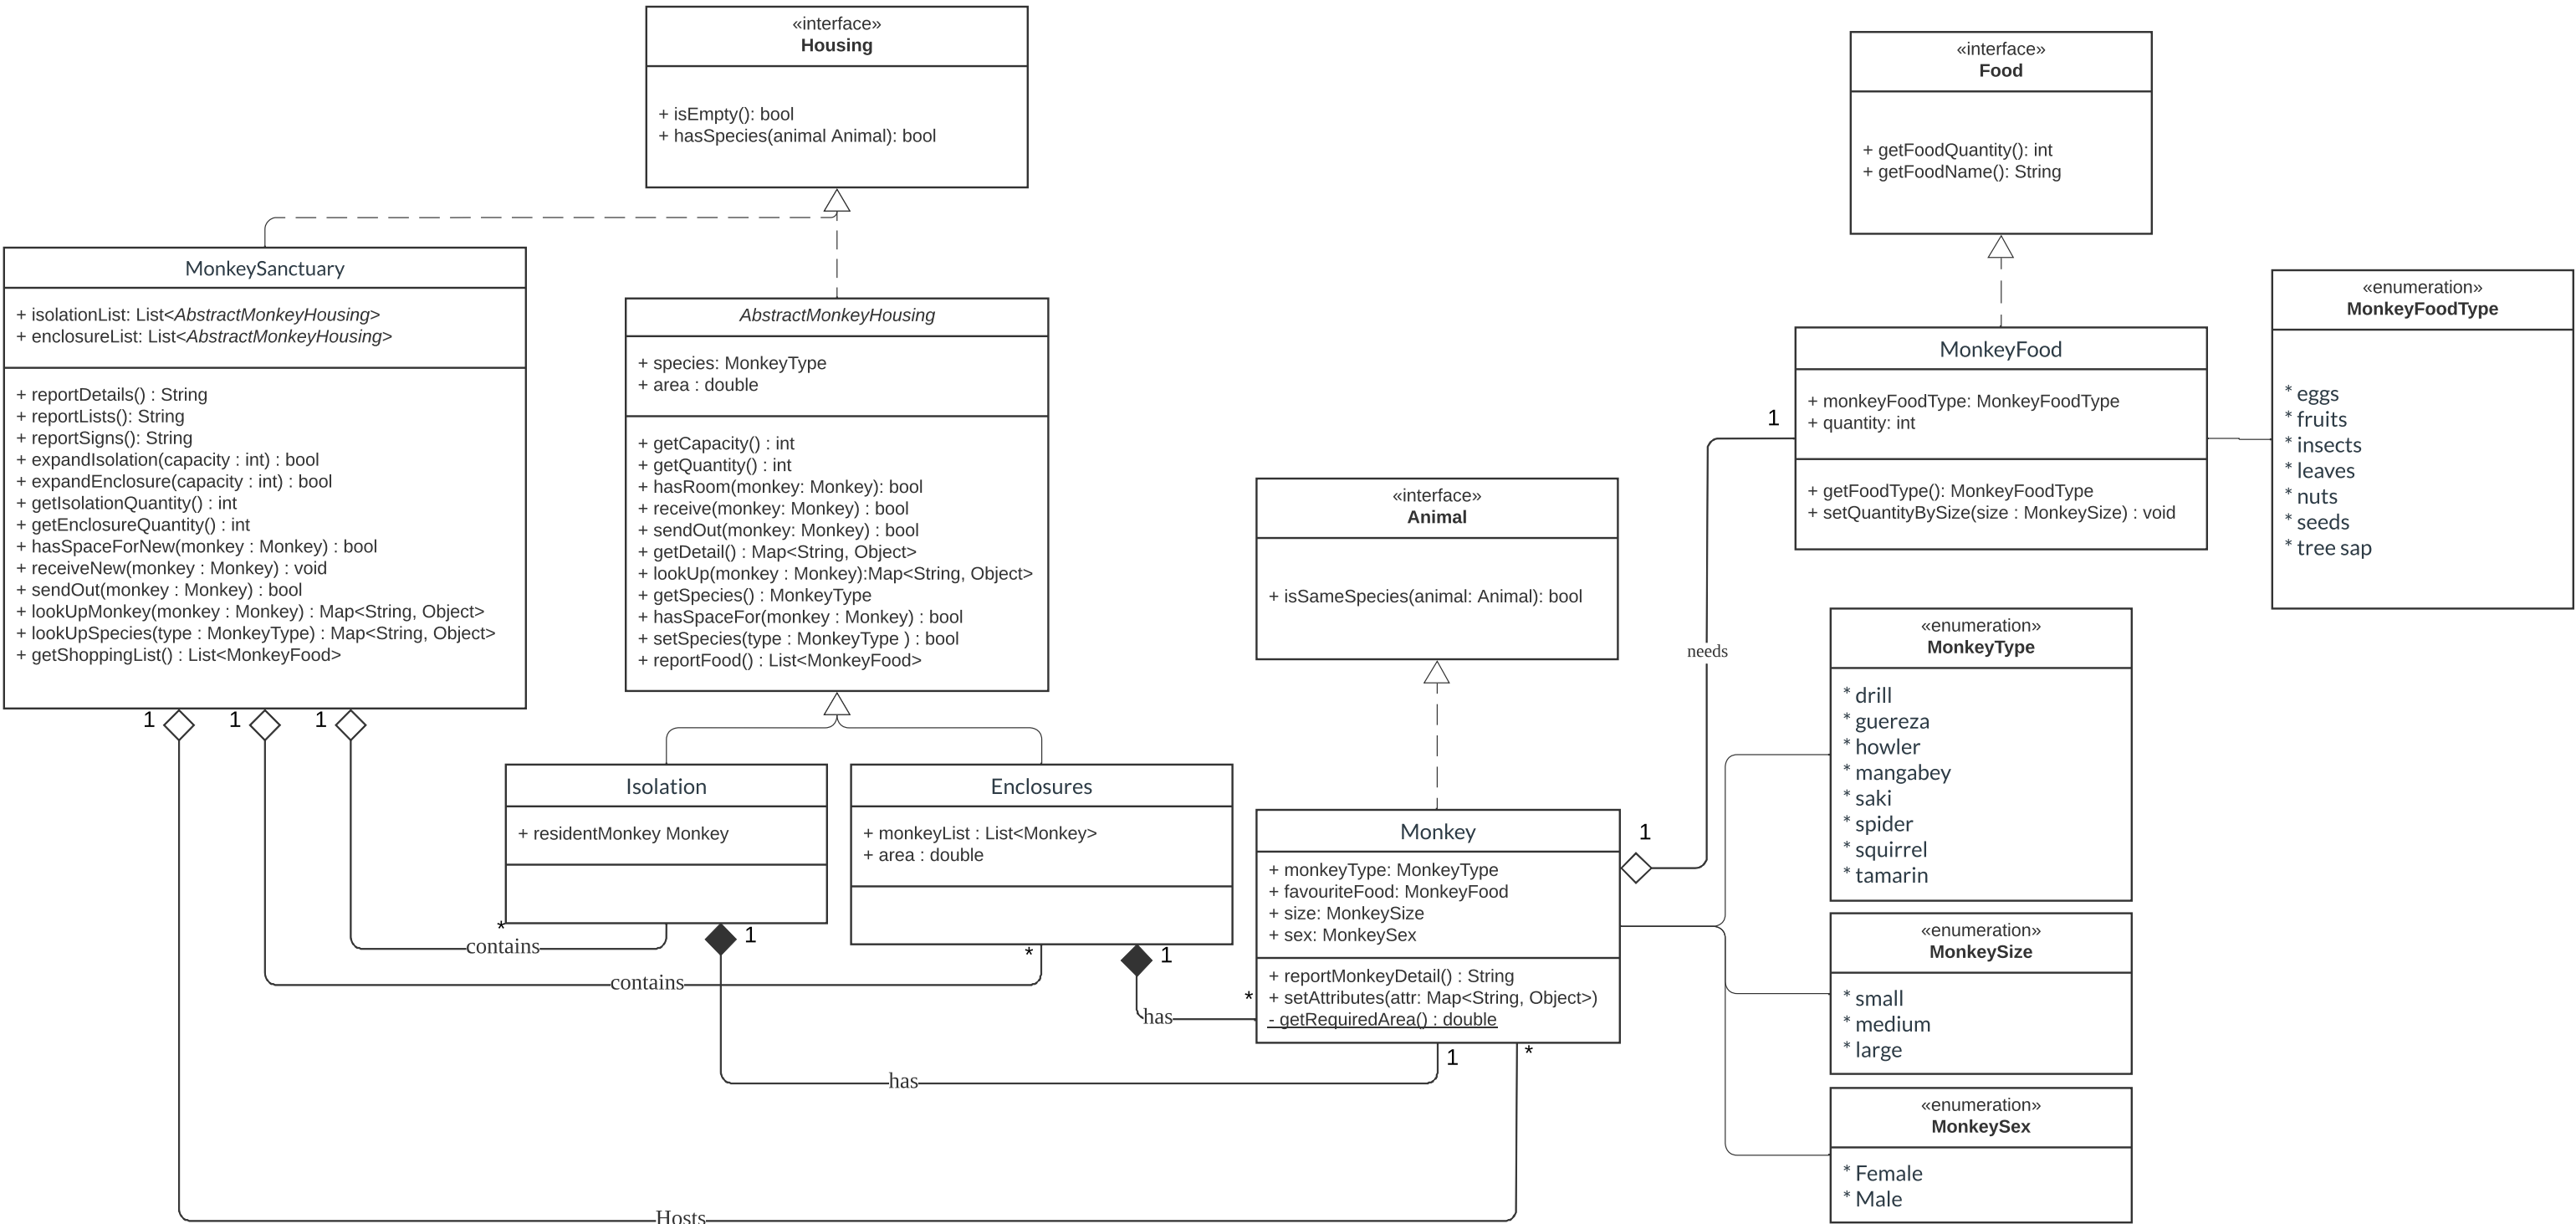 «interface»
Housing
+ isEmpty(): bool
+ hasSpecies(animal Animal): bool
«interface»
Food
+ getFoodQuantity(): int
+ getFoodName(): String
MonkeySanctuary
+ isolationList: List<AbstractMonkeyHousing>
+ enclosureList: List<AbstractMonkeyHousing>
+ reportDetails() : String
+ reportLists(): String
+ reportSigns(): String
+ expandIsolation(capacity : int) : bool
+ expandEnclosure(capacity : int) : bool
+ getIsolationQuantity() : int
+ getEnclosureQuantity() : int
+ hasSpaceForNew(monkey : Monkey) : bool
+ receiveNew(monkey : Monkey) : void
+ sendOut(monkey : Monkey) : bool
+ lookUpMonkey(monkey : Monkey) : Map<String, Object>
+ lookUpSpecies(type : MonkeyType) : Map<String, Object>
+ getShoppingList() : List<MonkeyFood>
AbstractMonkeyHousing
+ species: MonkeyType
+ area : double
+ getCapacity() : int
+ getQuantity() : int
+ hasRoom(monkey: Monkey): bool
+ receive(monkey: Monkey) : bool
+ sendOut(monkey: Monkey) : bool
+ getDetail() : Map<String, Object>
+ lookUp(monkey : Monkey):Map<String, Object>
+ getSpecies() : MonkeyType
+ hasSpaceFor(monkey : Monkey) : bool
+ setSpecies(type : MonkeyType ) : bool
+ reportFood() : List<MonkeyFood>
«enumeration»
MonkeyFoodType
* eggs
* fruits
* insects
* leaves
* nuts
* seeds
* tree sap
MonkeyFood
+ monkeyFoodType: MonkeyFoodType
+ quantity: int
+ getFoodType(): MonkeyFoodType
+ setQuantityBySize(size : MonkeySize) : void
1
needs
1
«interface»
Animal
+ isSameSpecies(animal: Animal): bool
«enumeration»
MonkeyType
* drill
* guereza
* howler
* mangabey
* saki
* spider
* squirrel
* tamarin
1
1
1
Isolation
+ residentMonkey Monkey
Enclosures
+ monkeyList : List<Monkey>
+ area : double
Monkey
+ monkeyType: MonkeyType
+ favouriteFood: MonkeyFood
+ size: MonkeySize
+ sex: MonkeySex
+ reportMonkeyDetail() : String
+ setAttributes(attr: Map<String, Object>)
- getRequiredArea() : double
«enumeration»
MonkeySize
* small
* medium
* large
*
contains
1
*
contains
1
*
has
has
1
*
«enumeration»
MonkeySex
* Female
* Male
Hosts